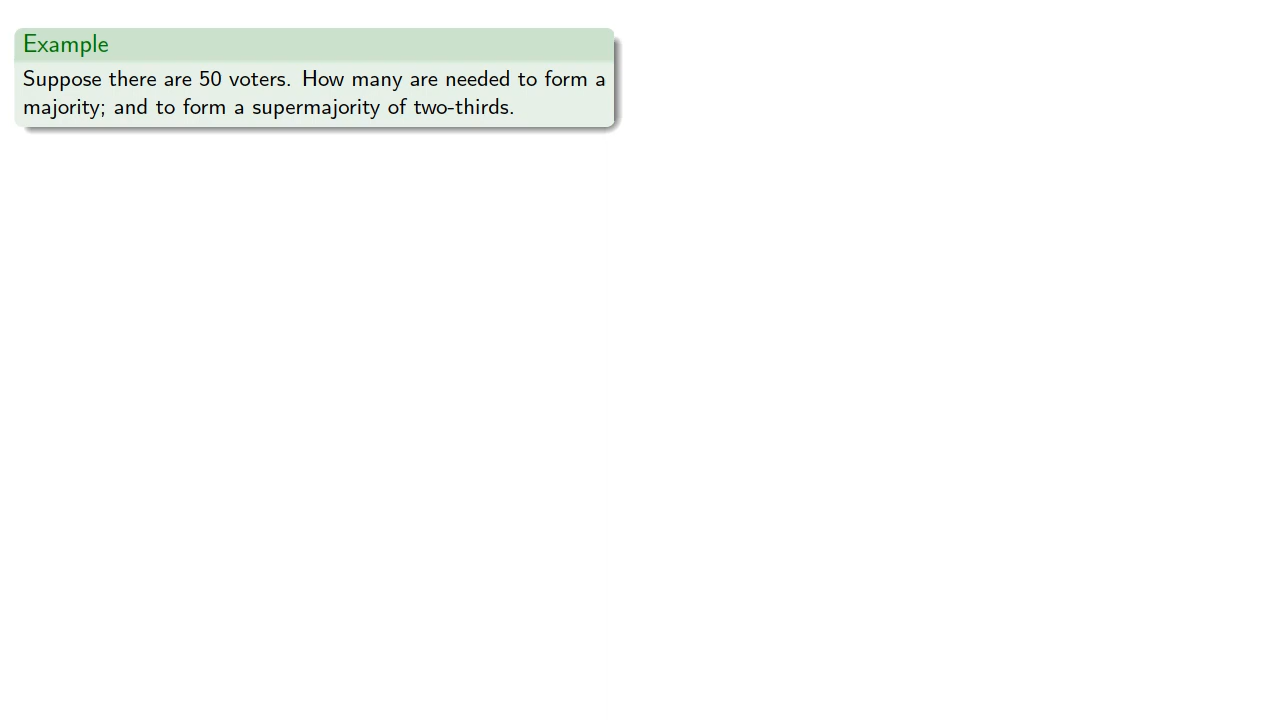 Example
Suppose there are 50 voters. How many are needed to form a
majority; and to form a supermajority of two-thirds.